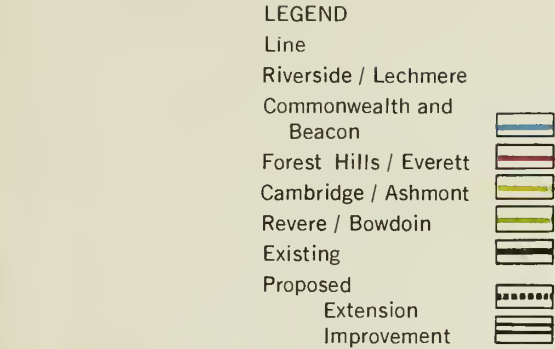 LEGEND
Line
Riverside / Lechmere
Commonwealth and
Beacon
Forest Hills / Everett
Cambridge / Ashmont
Revere / Bowdoin
Existing
Proposed
Extension
Improvement